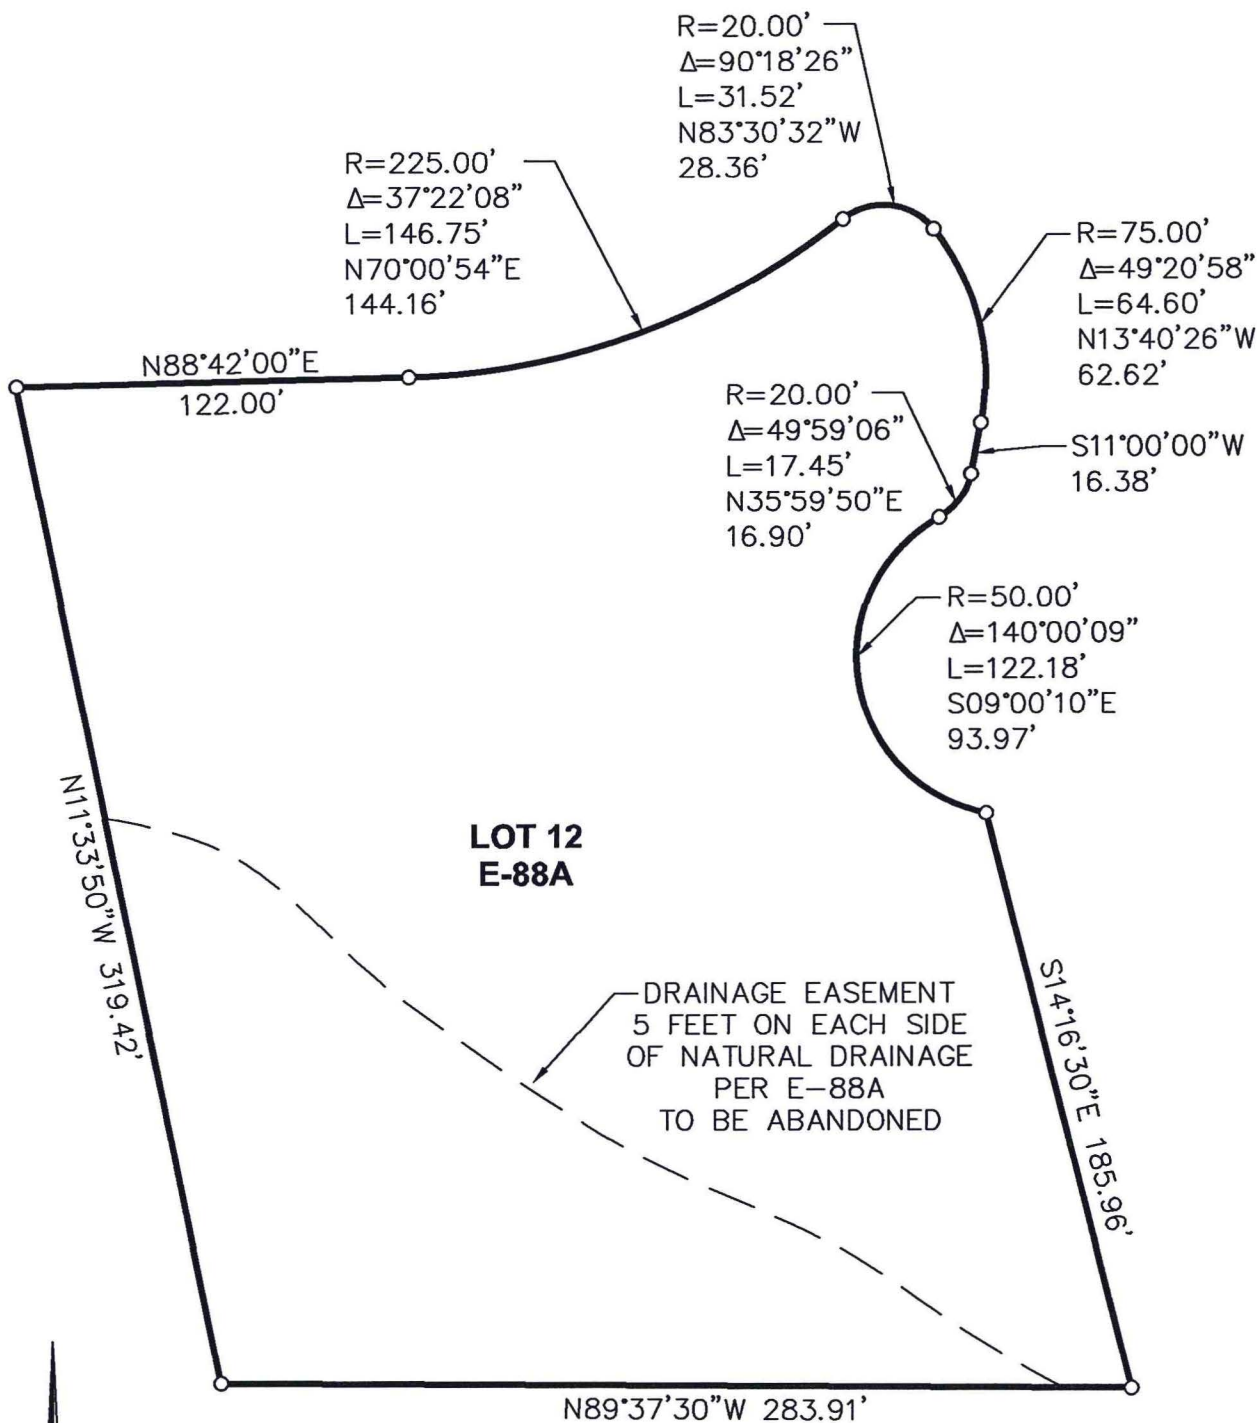 R=20.00'
Δ=90°18'26"
L=31.52'
N83°30'32"W
28.36'
R=225.00'
Δ=37°22'08"
L=146.75'
N70°00'54"E
144.16'
R=75.00'
Δ=49°20'58"
L=64.60'
N13°40'26"W
62.62'
N88°42'00"E
122.00'
R=20.00'
Δ=49°59'06"
L=17.45'
N35°59'50"E
16.90'
S11°00'00"W
16.38'
R=50.00'
Δ=140°00'09"
L=122.18'
S09°00'10"E
93.97'
N11°33'50"W 319.42'
LOT 12
E-88A
DRAINAGE EASEMENT
5 FEET ON EACH SIDE
OF NATURAL DRAINAGE
PER E-88A
TO BE ABANDONED
S14°16'30"E 185.96'
N89°37'30"W 283.91'